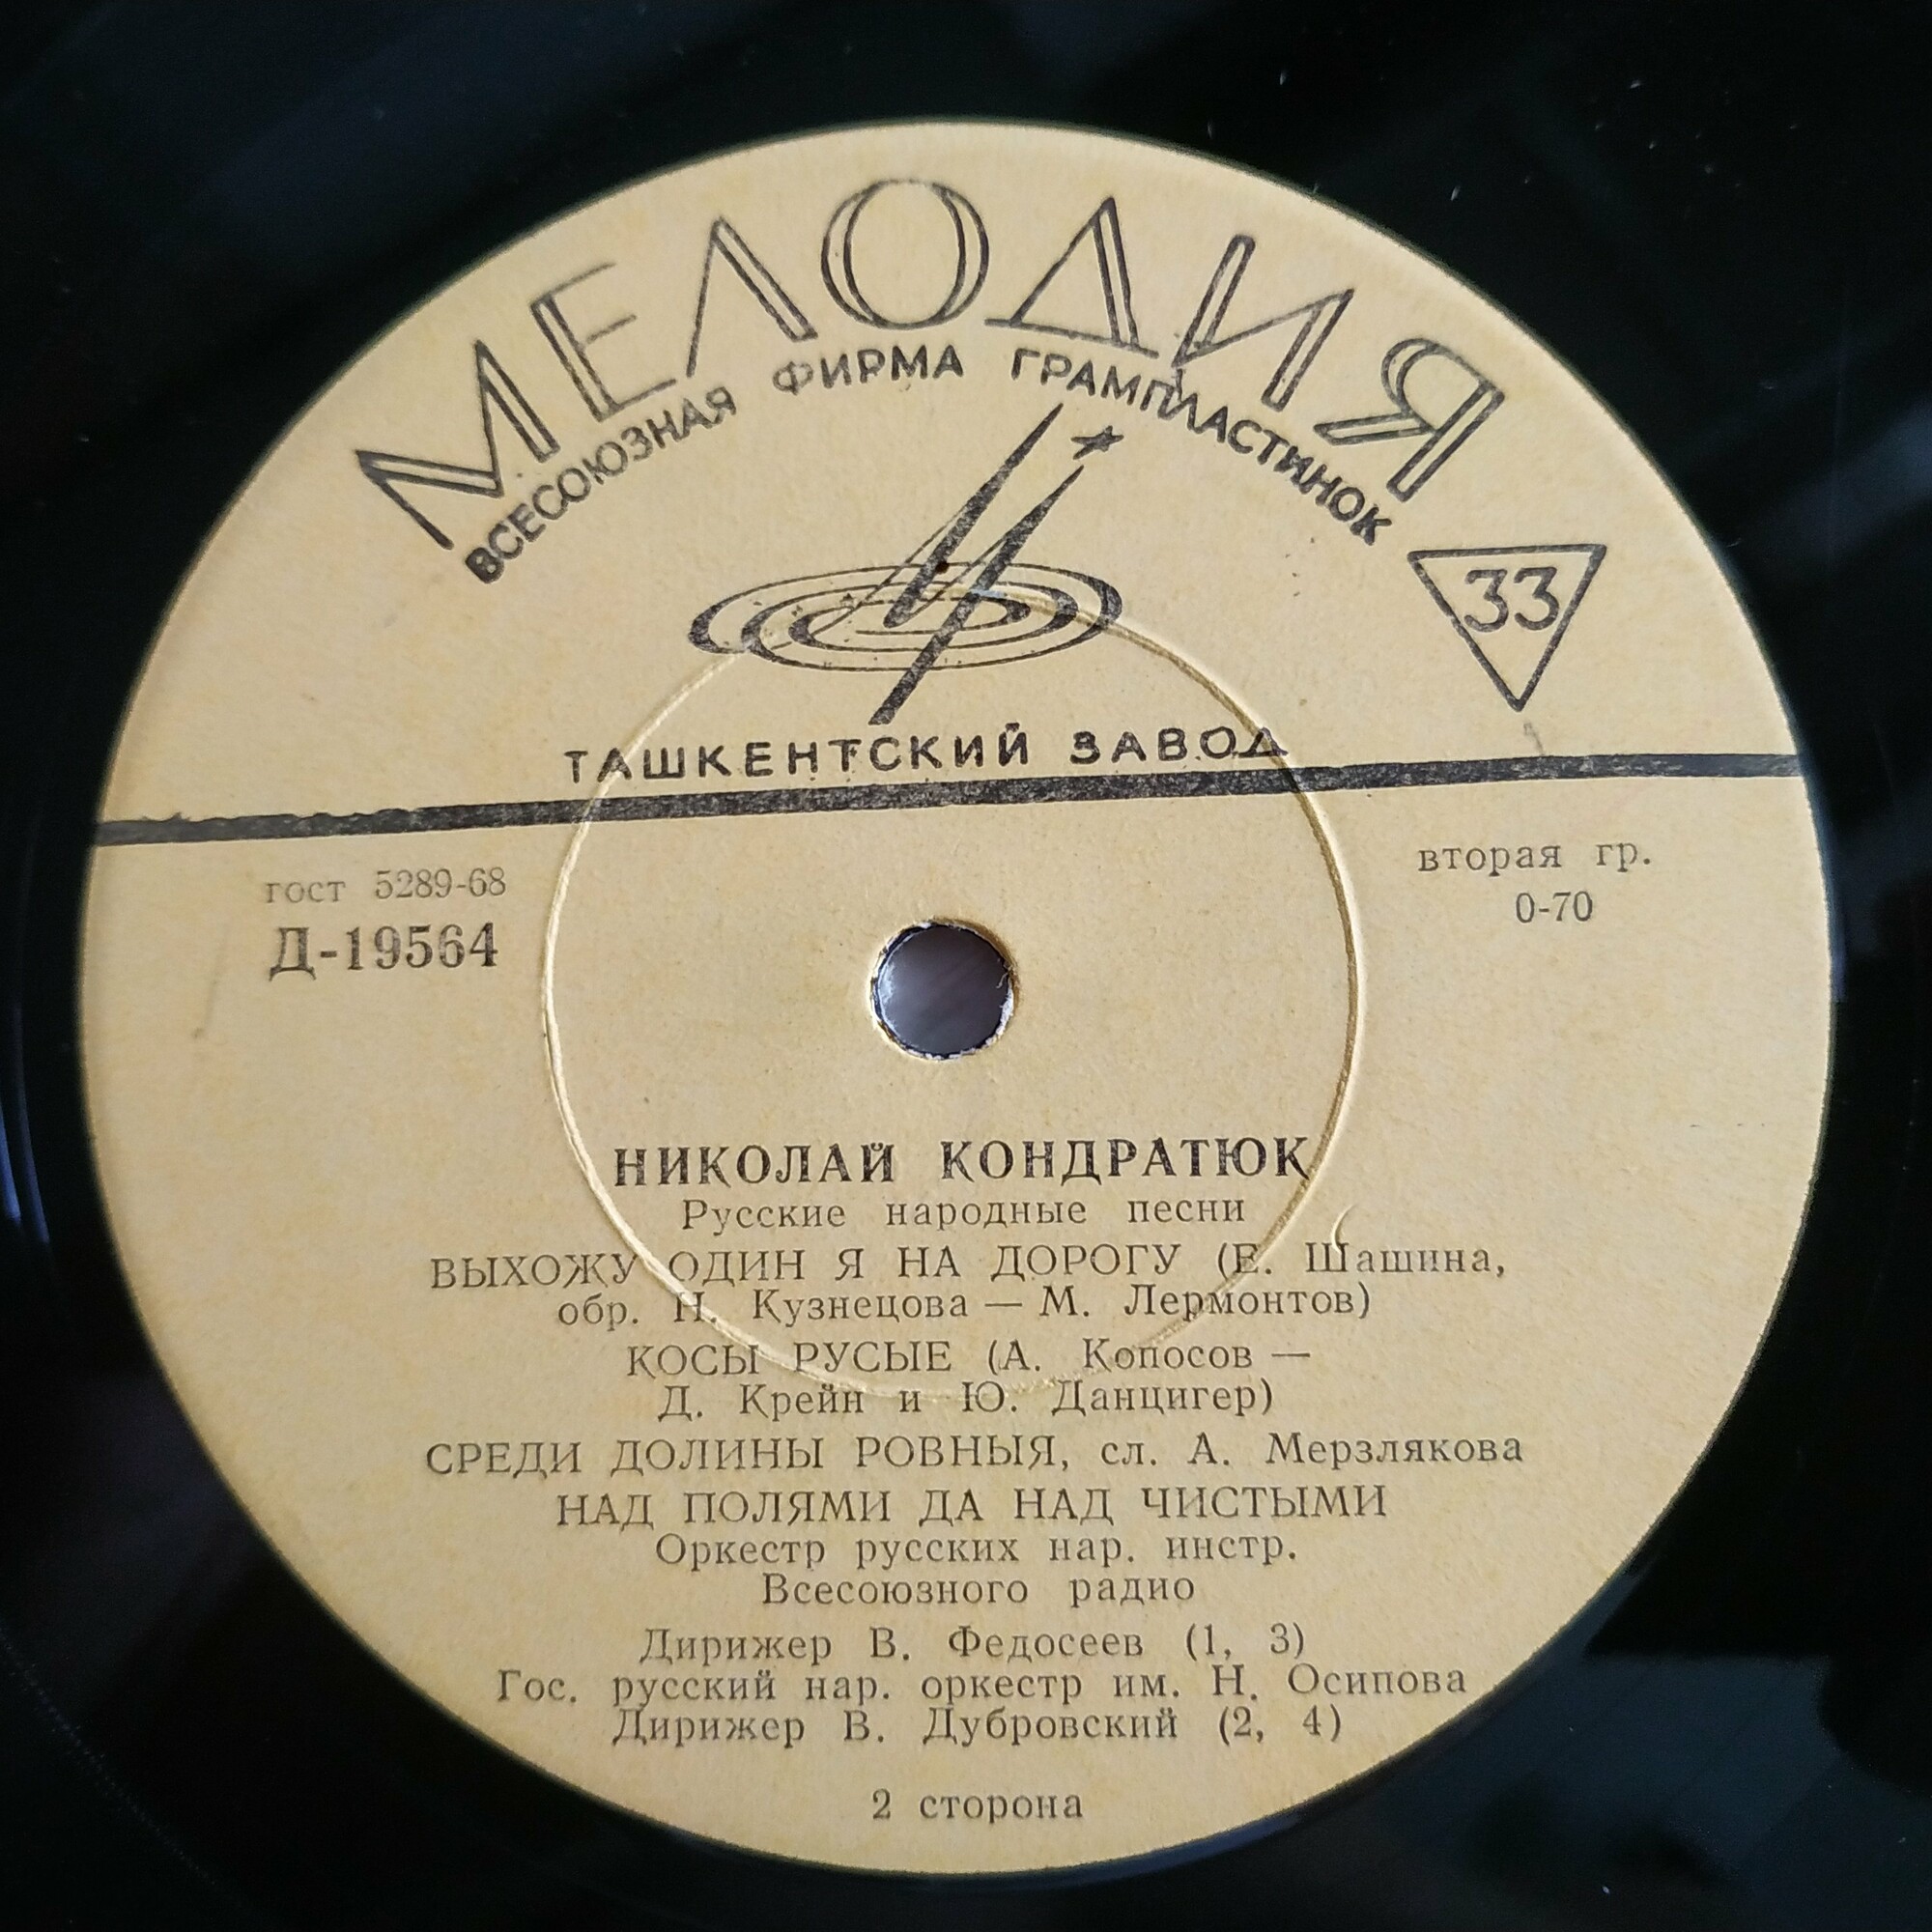 МЕЛОДИЯ
ВСЕСОЮЗНАЯ ФИРМА ГРАМПЛАСТИНОК
33
ТАШКЕНТСКИЙ ЗАВОД
гост 5289-68
Д-19564
вторая гр.
0-70
НИКОЛАЙ КОНДРАТЮК
Русские народные песни
ВЫХОЖУ ОДИН Я НА ДОРОГУ (Е. Шашина,
обр. Н. Кузнецова — М. Лермонтов)
КОСЫ РУСЫЕ (А. Копосов —
Д. Крейн и Ю. Данцигер)
СРЕДИ ДОЛИНЫ РОВНЫЯ, сл. А. Мерзлякова
НАД ПОЛЯМИ ДА НАД ЧИСТЫМИ
Оркестр русских нар. инстр.
Всесоюзного радио
Дирижер В. Федосеев (1, 3)
Гос. русский нар. оркестр им. Н. Осипова
Дирижер В. Дубровский (2, 4)
2 сторона